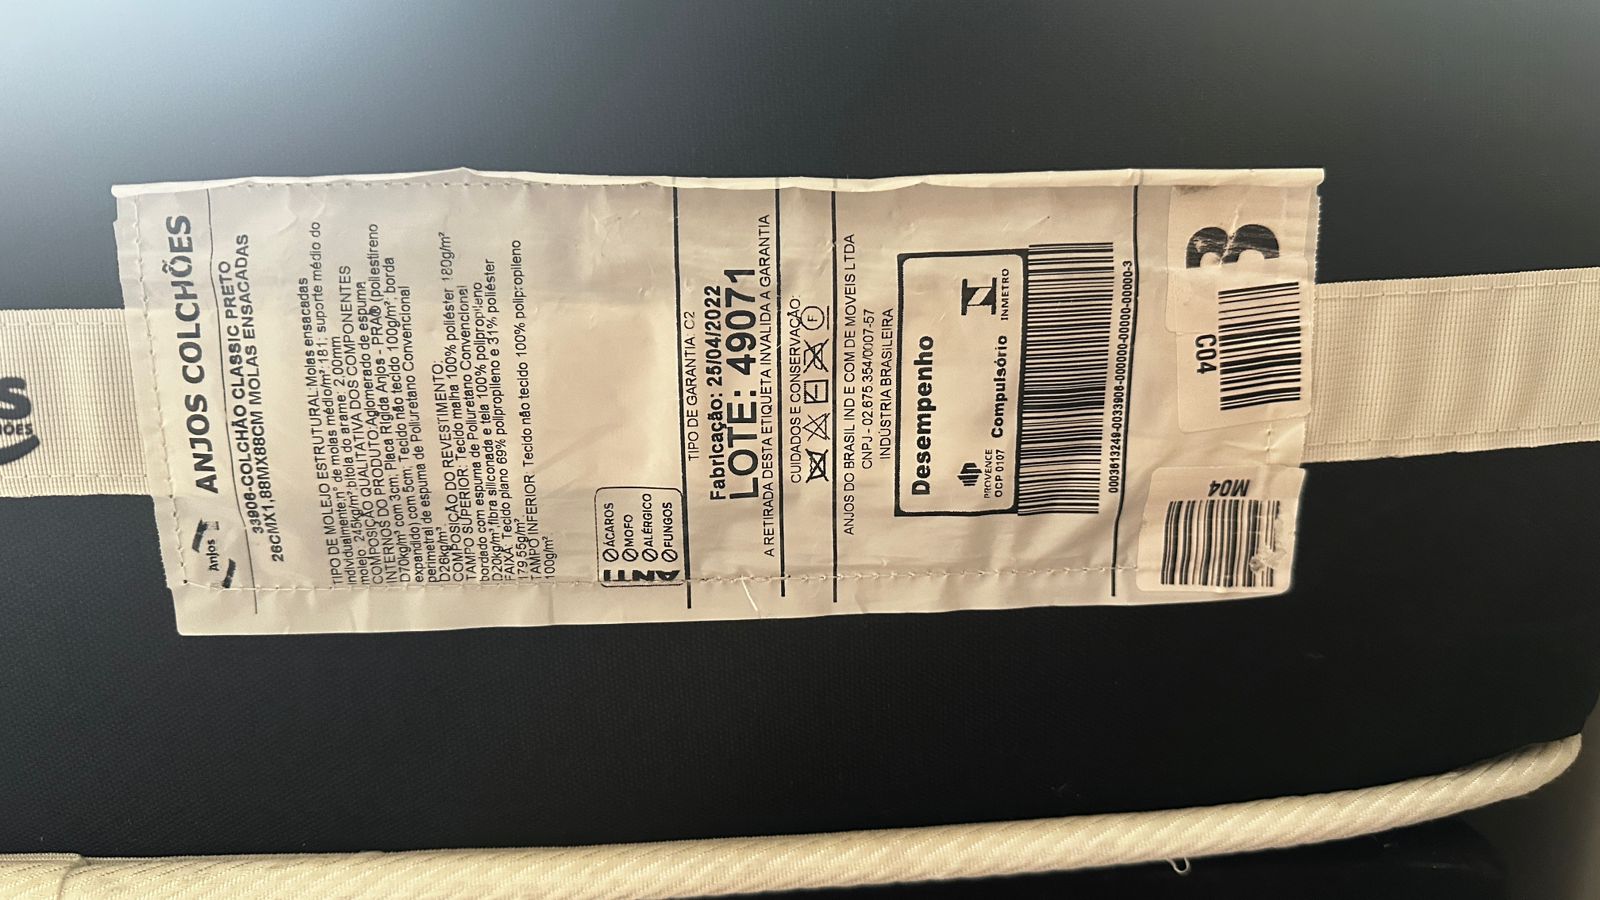 ANJOS COLCHÕES
Anjos
33906-COLCHÃO CLASSIC PRETO
26CMX1,88MX88CM MOLAS ENSACADAS
TIPO DE MOLEJO ESTRUTURAL:Molas ensacadas
individualmente n° de molas médio/m² 181; suporte médio do
molejo: 245kg/m² bitola do arame: 2,00mm
COMPOSIÇÃO QUALITATIVA DOS COMPONENTES
INTERNOS DO PRODUTO:Aglomerado de espuma
D70kg/m³ com 3cm; Placa Rígida Anjos - PRA® (poliestireno
expandido) com 5cm; Tecido não tecido 100g/m²; borda
perimetral de espuma de Poliuretano Convencional
D26kg/m³
COMPOSIÇÃO DO REVESTIMENTO:
TAMPO SUPERIOR: Tecido malha 100% poliéster 180g/m²
bordado com espuma de Poliuretano Convencional
D20kg/m³ fibra siliconada e tela 100% polipropileno
FAIXA: Tecido plano 69% polipropileno e 31% poliéster
179,55g/m²
TAMPO INFERIOR: Tecido não tecido 100% polipropileno
100g/m²
ÁCAROS
MOFO
ALÉRGICO
FUNGOS
TIPO DE GARANTIA: C2
Fabricação: 25/04/2022
LOTE: 49071
A RETIRADA DESTA ETIQUETA INVALIDA A GARANTIA
CUIDADOS E CONSERVAÇÃO:
F
ANJOS DO BRASIL IND E COM DE MOVEIS LTDA
CNPJ - 02.675.354/0007-57
INDÚSTRIA BRASILEIRA
Desempenho
PROVENCE
OCP 0107
Compulsório
INMETRO
0003613249-0033906-000000-00000-00000-3
B
C04
M04